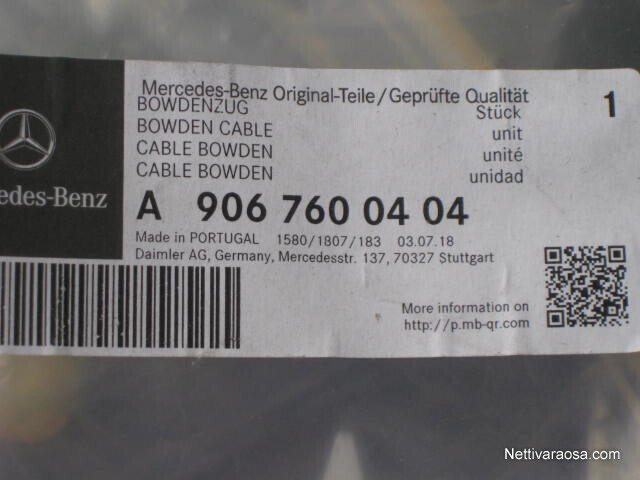 Mercedes-Benz Original-Teile/Geprüfte Qualität
BOWDENZUG Stück 1
BOWDEN CABLE unit
CABLE BOWDEN unité
CABLE BOWDEN unidad
edes-Benz
A 906 760 04 04
Made in PORTUGAL 1580/1807/183 03.07.18
Daimler AG, Germany, Mercedesstr. 137, 70327 Stuttgart
More information on
http://p.mb-qr.com
Nettivaraosa.com